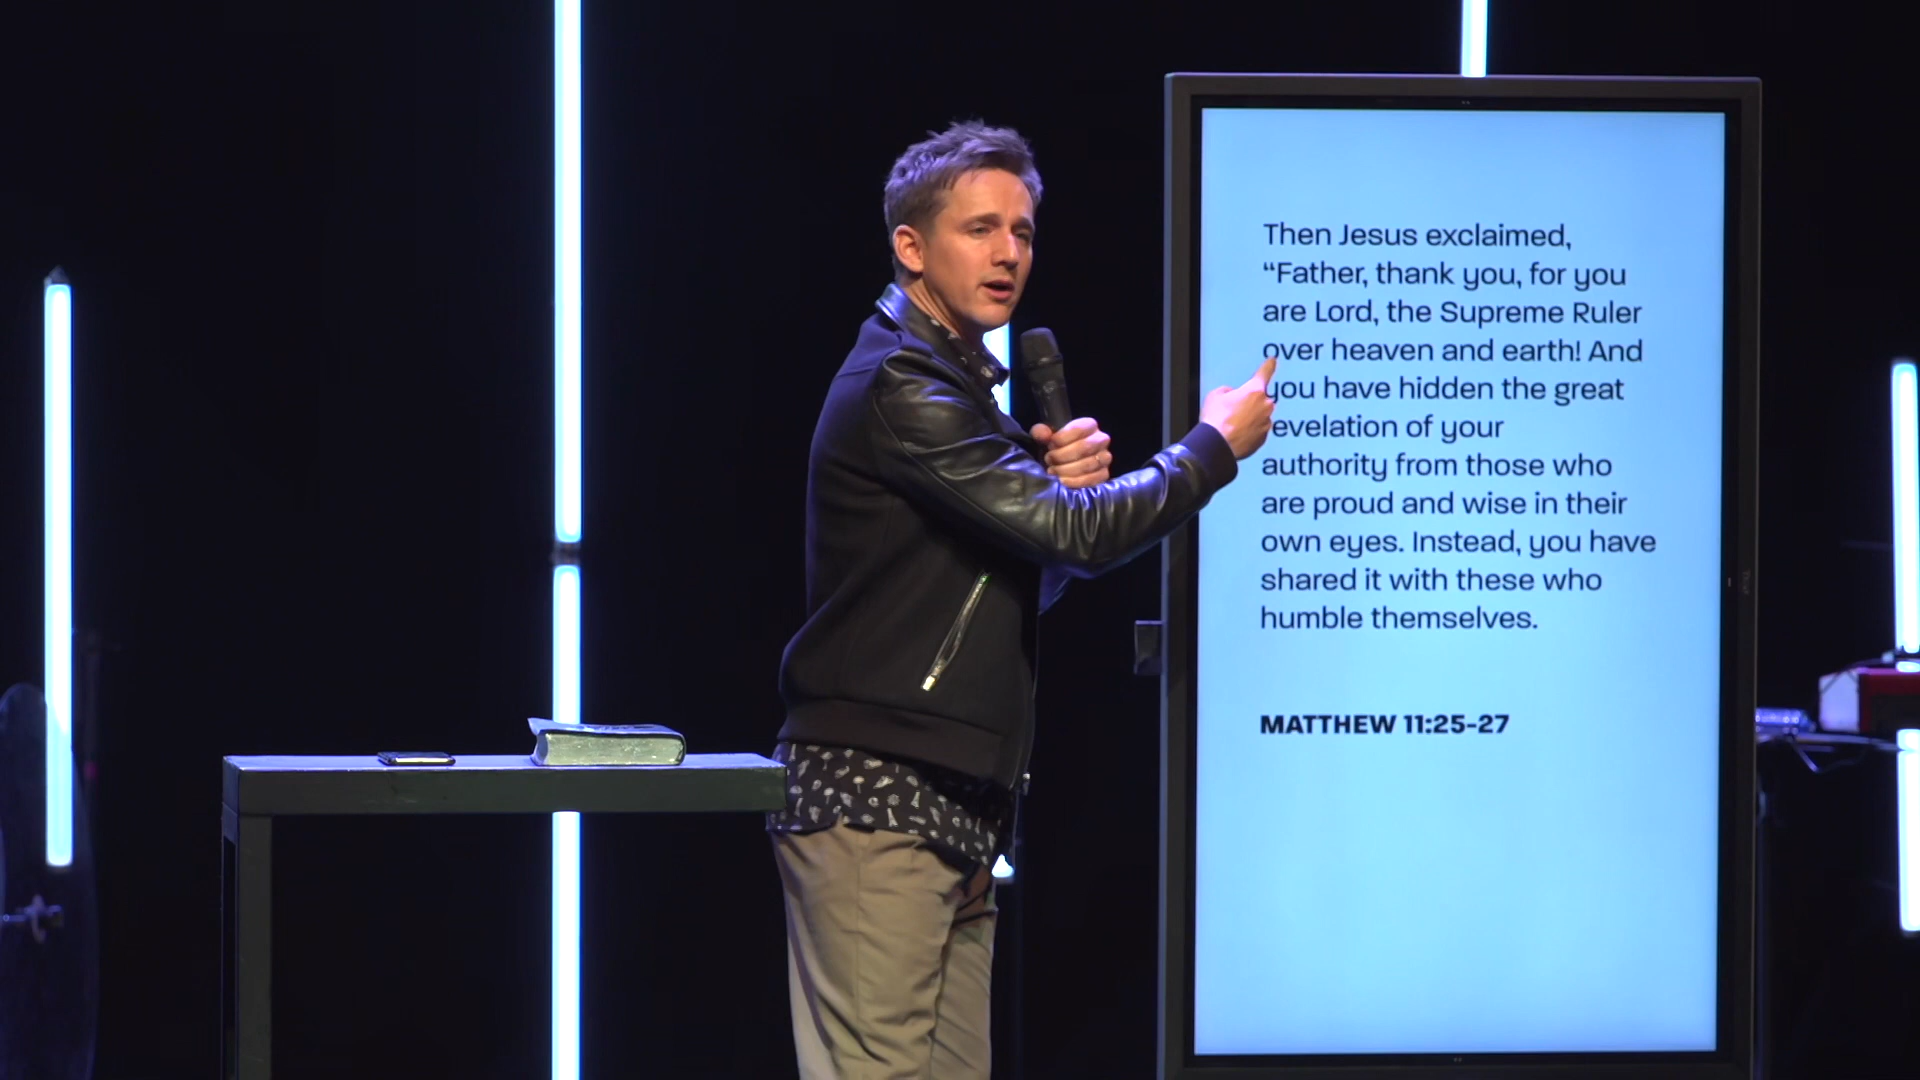 Then Jesus exclaimed,
“Father, thank you, for you
are Lord, the Supreme Ruler
over heaven and earth! And
you have hidden the great
evelation of your
authority from those who
are proud and wise in their
own eyes. Instead, you have
shared it with these who
humble themselves.
MATTHEW 11:25-27